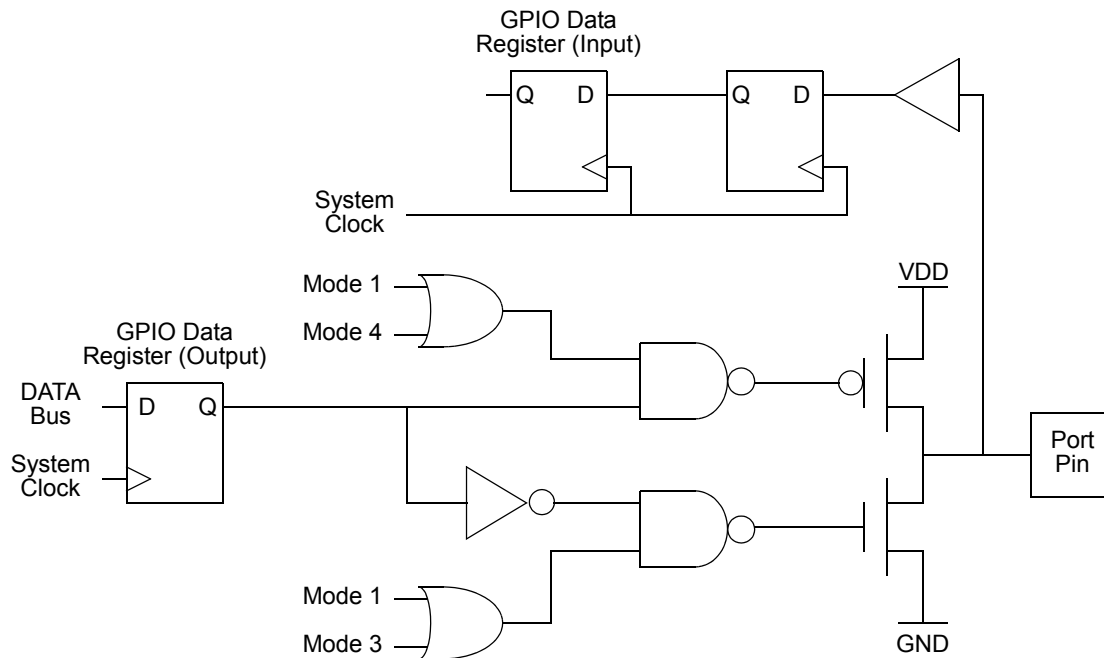 GPIO Data
Register (Input)
Q D
Q D
System
Clock
Mode 1
Mode 4
VDD
GPIO Data
Register (Output)
DATA
Bus
D Q
System
Clock
Port
Pin
Mode 1
Mode 3
GND